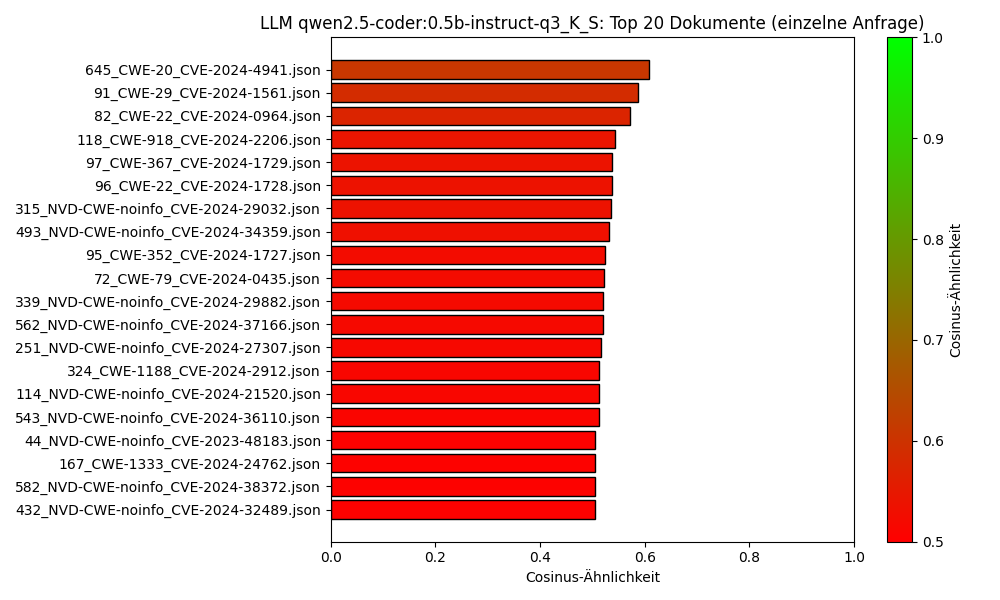 LLM qwen2.5-coder:0.5b-instruct-q3_K_S: Top 20 Dokumente (einzelne Anfrage)
645_CWE-20_CVE-2024-4941.json
91_CWE-29_CVE-2024-1561.json
82_CWE-22_CVE-2024-0964.json
118_CWE-918_CVE-2024-2206.json
97_CWE-367_CVE-2024-1729.json
96_CWE-22_CVE-2024-1728.json
315_NVD-CWE-noinfo_CVE-2024-29032.json
493_NVD-CWE-noinfo_CVE-2024-34359.json
95_CWE-352_CVE-2024-1727.json
72_CWE-79_CVE-2024-0435.json
339_NVD-CWE-noinfo_CVE-2024-29882.json
562_NVD-CWE-noinfo_CVE-2024-37166.json
251_NVD-CWE-noinfo_CVE-2024-27307.json
324_CWE-1188_CVE-2024-2912.json
114_NVD-CWE-noinfo_CVE-2024-21520.json
543_NVD-CWE-noinfo_CVE-2024-36110.json
44_NVD-CWE-noinfo_CVE-2023-48183.json
167_CWE-1333_CVE-2024-24762.json
582_NVD-CWE-noinfo_CVE-2024-38372.json
432_NVD-CWE-noinfo_CVE-2024-32489.json
0.0 0.2 0.4 0.6 0.8 1.0
Cosinus-Ähnlichkeit
1.0
0.9
0.8
0.7
0.6
0.5
Cosinus-Ähnlichkeit